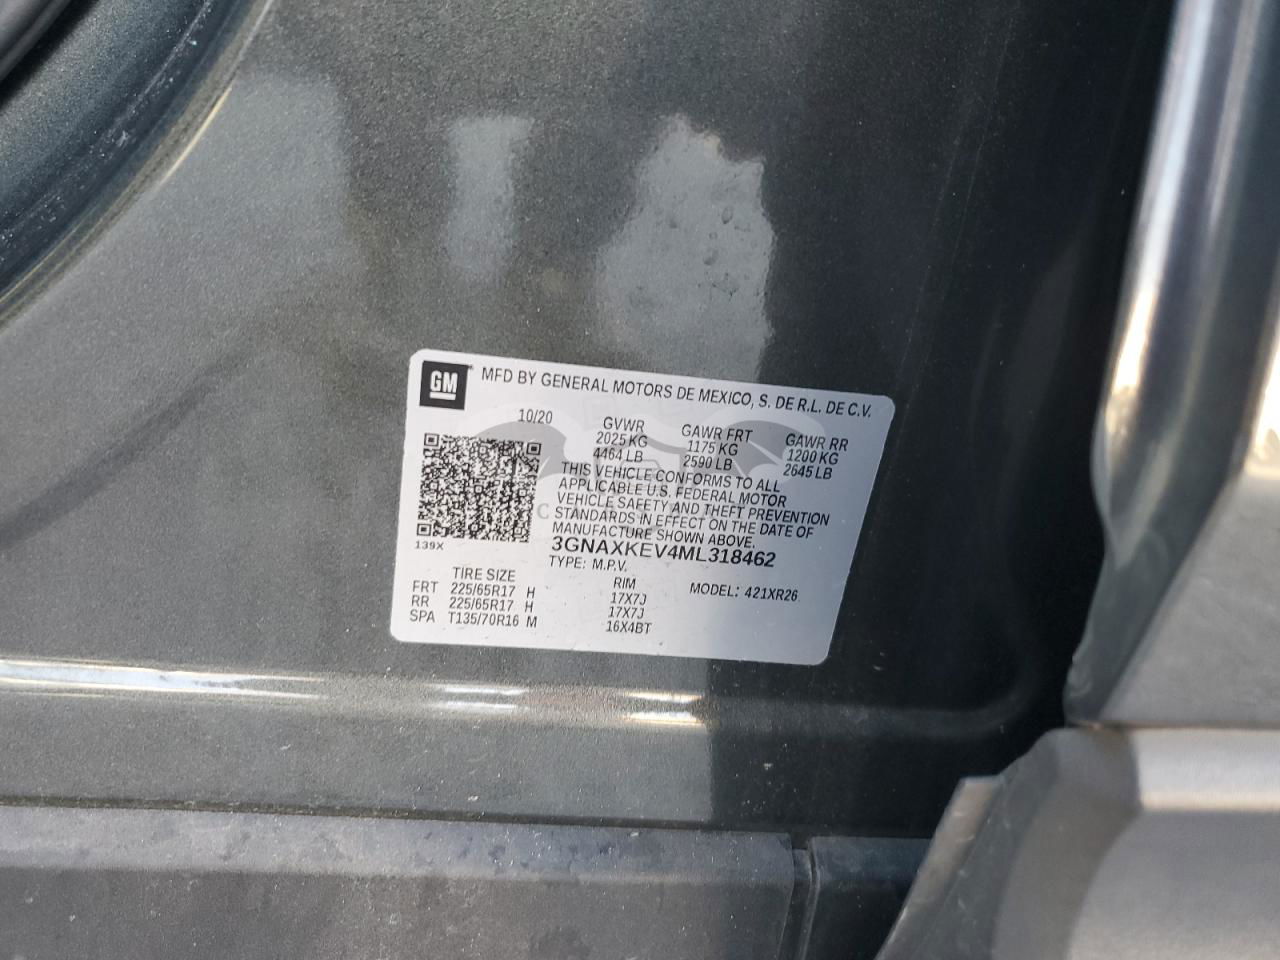 GM MFD BY GENERAL MOTORS DE MEXICO, S. DE R.L. DE C.V.
10/20 GVWR GAWR FRT GAWR RR
2025 KG 1175 KG 1200 KG
4464 LB 2590 LB 2645 LB
THIS VEHICLE CONFORMS TO ALL
APPLICABLE U.S. FEDERAL MOTOR
VEHICLE SAFETY AND THEFT PREVENTION
STANDARDS IN EFFECT ON THE DATE OF
MANUFACTURE SHOWN ABOVE.
139X 3GNAXKEV4ML318462
TYPE: M.P.V. MODEL: 421XR26
TIRE SIZE RIM
FRT 225/65R17 H 17X7J
RR 225/65R17 H 17X7J
SPA T135/70R16 M 16X4BT